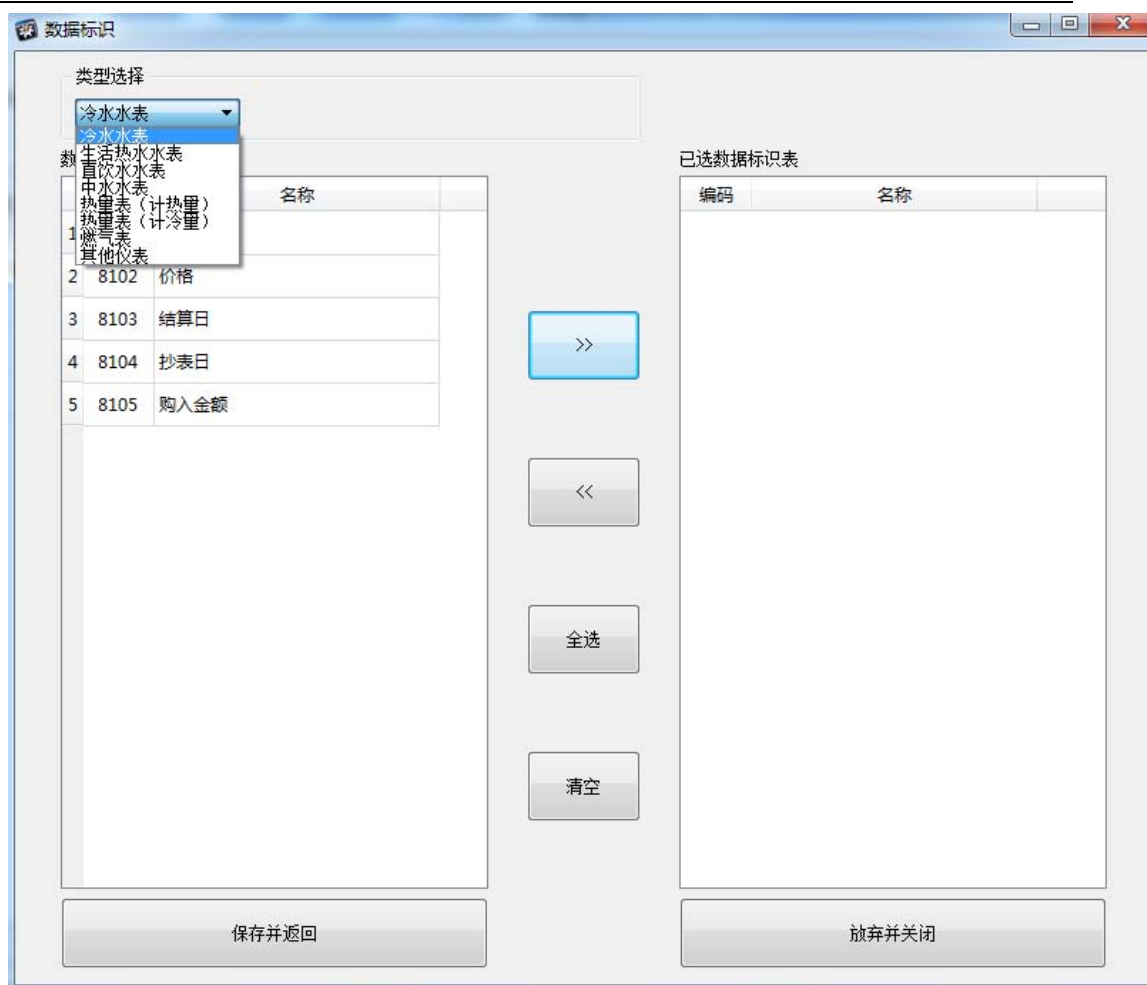 数据标识
类型选择
冷水水表
冷水水表
生活热水水表
直饮水水表
中水水表
热量表（计热量）
热量表（计冷量）
燃气表
其他仪表
数
名称
1
2 8102 价格
3 8103 结算日
4 8104 抄表日
5 8105 购入金额
>>
<<
全选
清空
已选数据标识表
编码 名称
保存并返回
放弃并关闭